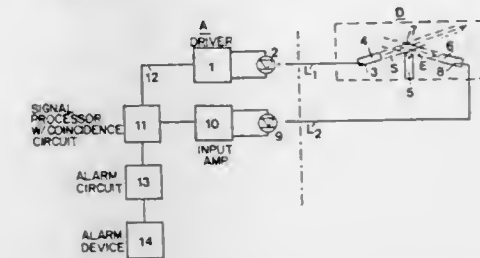 A
DRIVER
1
2
12
L1
D
7
4
3
S
E
6
8
5
SIGNAL
PROCESSOR
W/COINCIDENCE
CIRCUIT
11
10
INPUT
AMP
9
L2
ALARM
CIRCUIT
13
ALARM
DEVICE
14